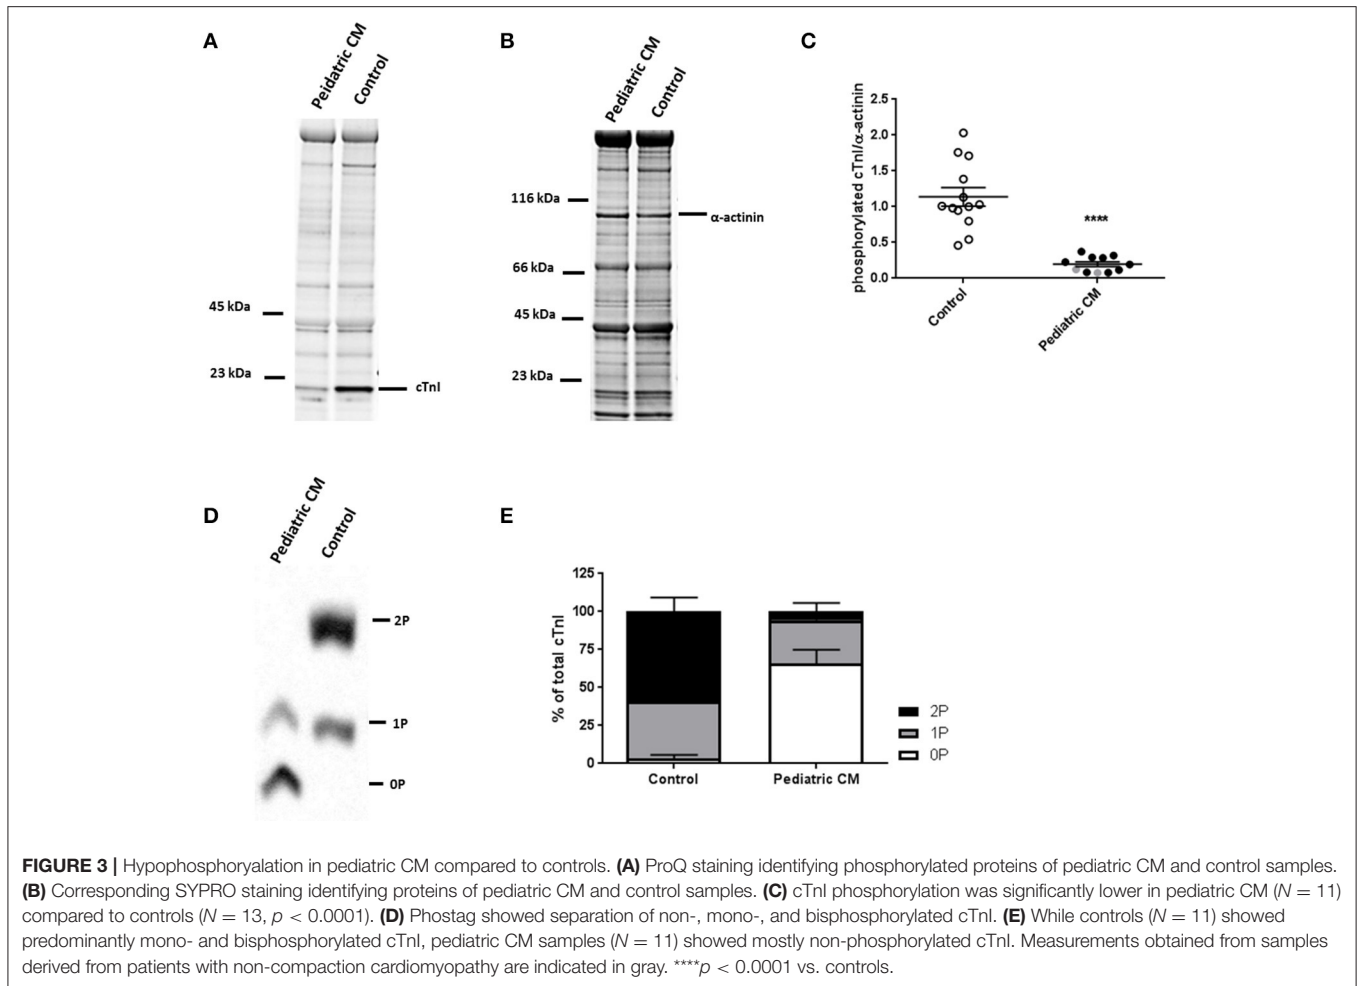 A
Peidatric CM
Control
45 kDa
23 kDa
cTnI
B
Pediatric CM
Control
116 kDa
α-actinin
66 kDa
45 kDa
23 kDa
C
phosphorylated cTnI/α-actinin
2.5
2.0
1.5
1.0
0.5
0.0
****
Control
Pediatric CM
D
Pediatric CM
Control
2P
1P
0P
E
% of total cTnI
125
100
75
50
25
0
Control
Pediatric CM
2P
1P
0P
FIGURE 3 | Hypophosphoryalation in pediatric CM compared to controls. (A) ProQ staining identifying phosphorylated proteins of pediatric CM and control samples.
(B) Corresponding SYPRO staining identifying proteins of pediatric CM and control samples. (C) cTnI phosphorylation was significantly lower in pediatric CM (N = 11)
compared to controls (N = 13, p < 0.0001). (D) Phostag showed separation of non-, mono-, and bisphosphorylated cTnI. (E) While controls (N = 11) showed
predominantly mono- and bisphosphorylated cTnI, pediatric CM samples (N = 11) showed mostly non-phosphorylated cTnI. Measurements obtained from samples
derived from patients with non-compaction cardiomyopathy are indicated in gray. ****p < 0.0001 vs. controls.